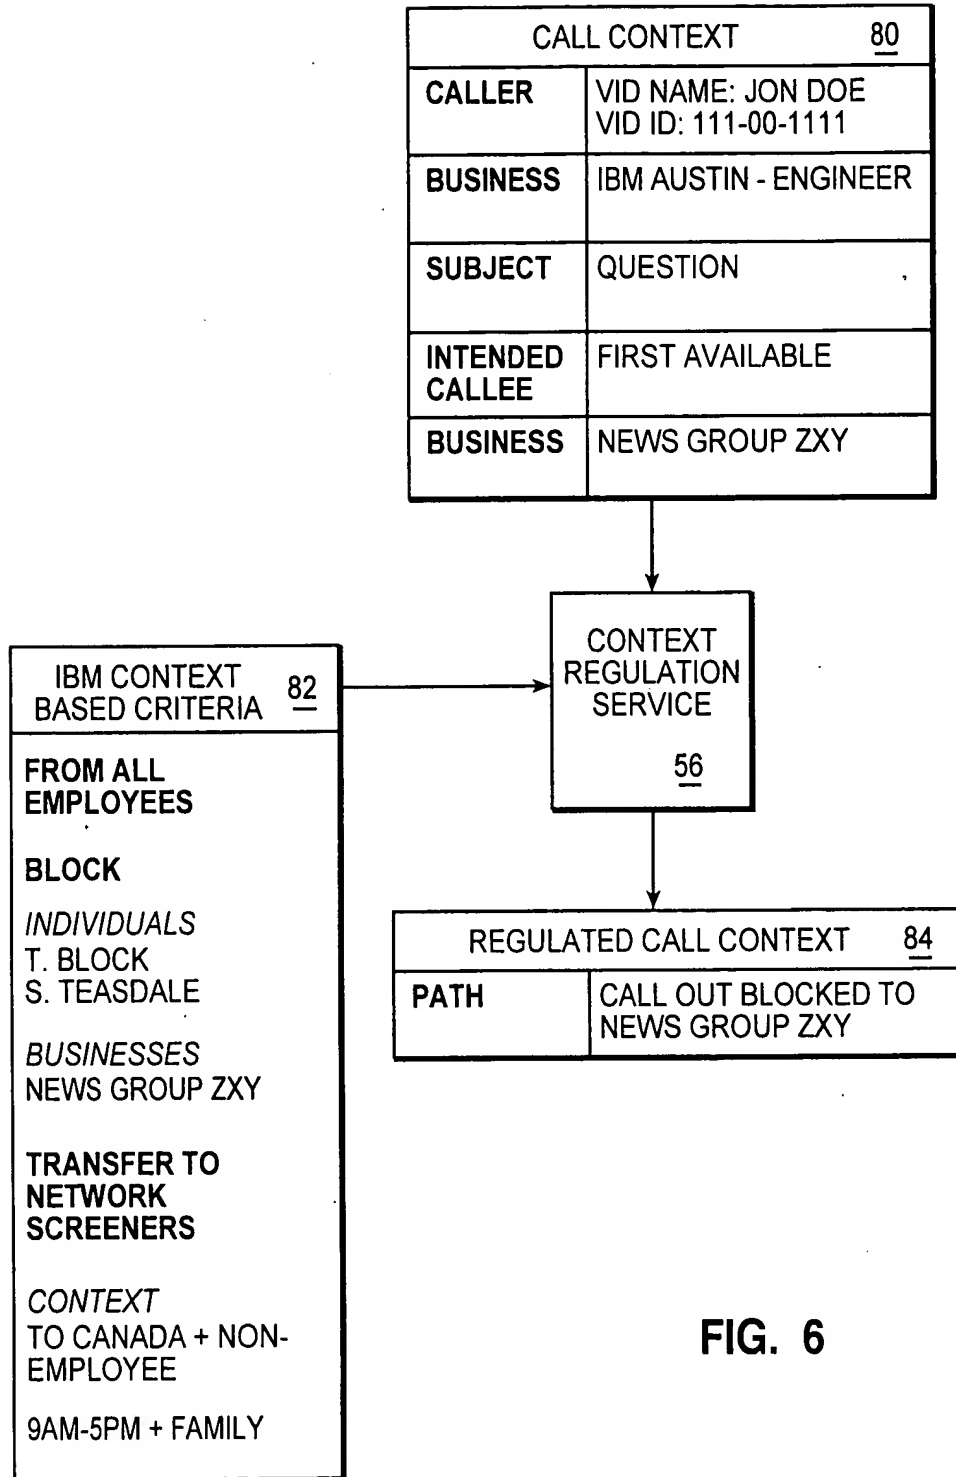 CALL CONTEXT 80
CALLER VID NAME: JON DOE
VID ID: 111-00-1111
BUSINESS IBM AUSTIN - ENGINEER
SUBJECT QUESTION
INTENDED FIRST AVAILABLE
CALLEE
BUSINESS NEWS GROUP ZXY
CONTEXT
REGULATION
SERVICE
56
IBM CONTEXT
BASED CRITERIA 82
FROM ALL
EMPLOYEES
BLOCK
INDIVIDUALS
T. BLOCK
S. TEASDALE
BUSINESSES
NEWS GROUP ZXY
TRANSFER TO
NETWORK
SCREENERS
CONTEXT
TO CANADA + NON-
EMPLOYEE
9AM-5PM + FAMILY
REGULATED CALL CONTEXT 84
PATH CALL OUT BLOCKED TO
NEWS GROUP ZXY
FIG. 6